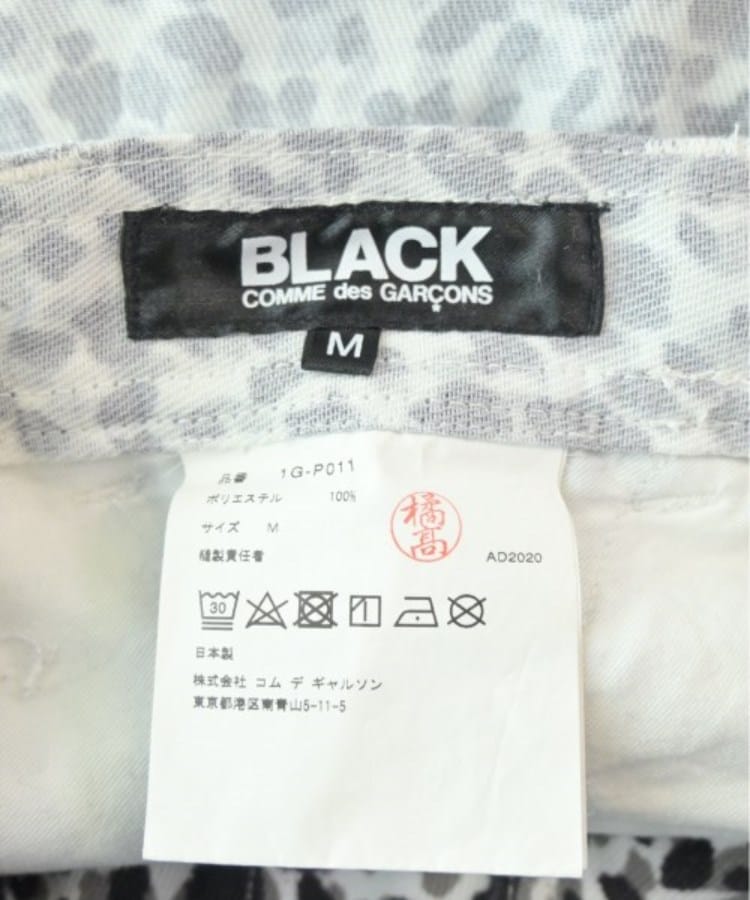 BLACK
COMME des GARÇONS
M
品番 1G-P011
ポリエステル 100%
サイズ M
縫製責任者
橘高
AD2020
30
日本製
株式会社 コム デ ギャルソン
東京都港区南青山5-11-5